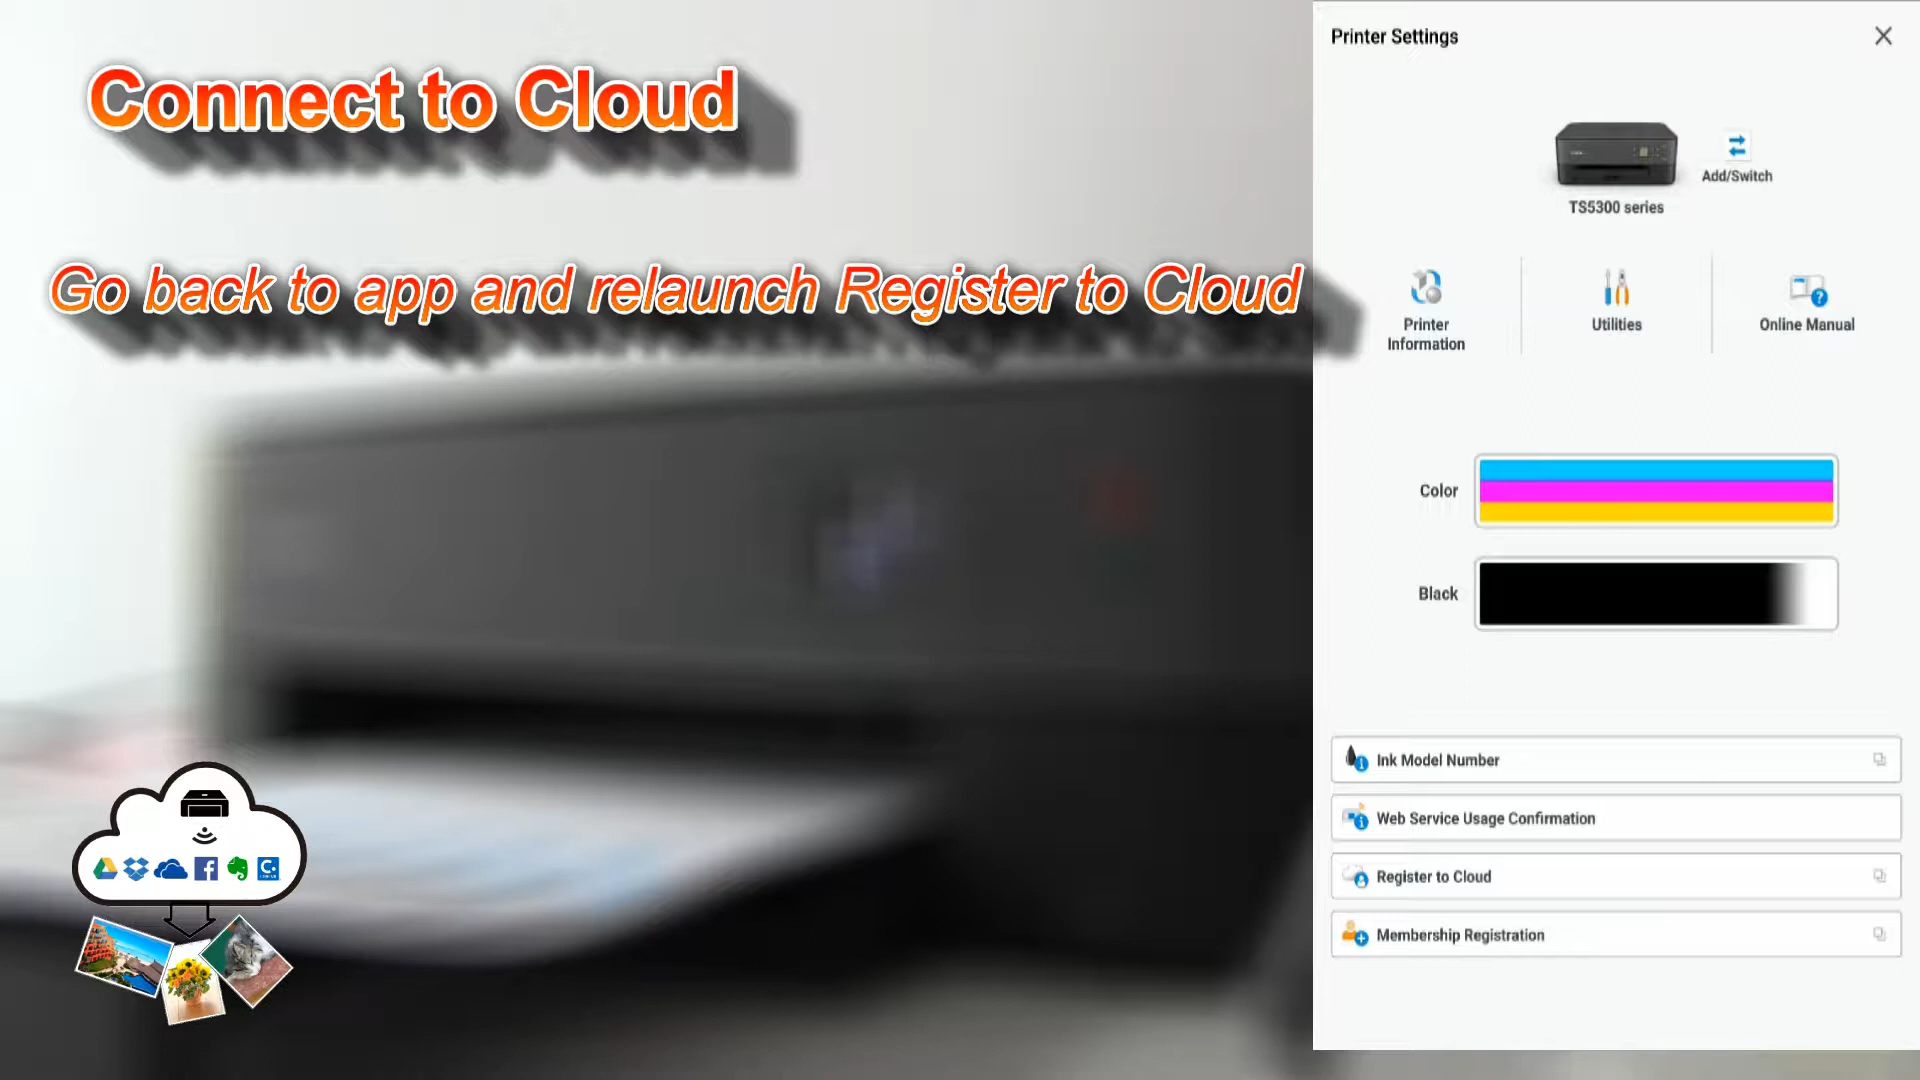 Connect to Cloud
Go back to app and relaunch Register to Cloud
Printer Settings
Add/Switch
TS5300 series
Printer
Information
Utilities
Online Manual
Color
Black
Ink Model Number
Web Service Usage Confirmation
Register to Cloud
Membership Registration